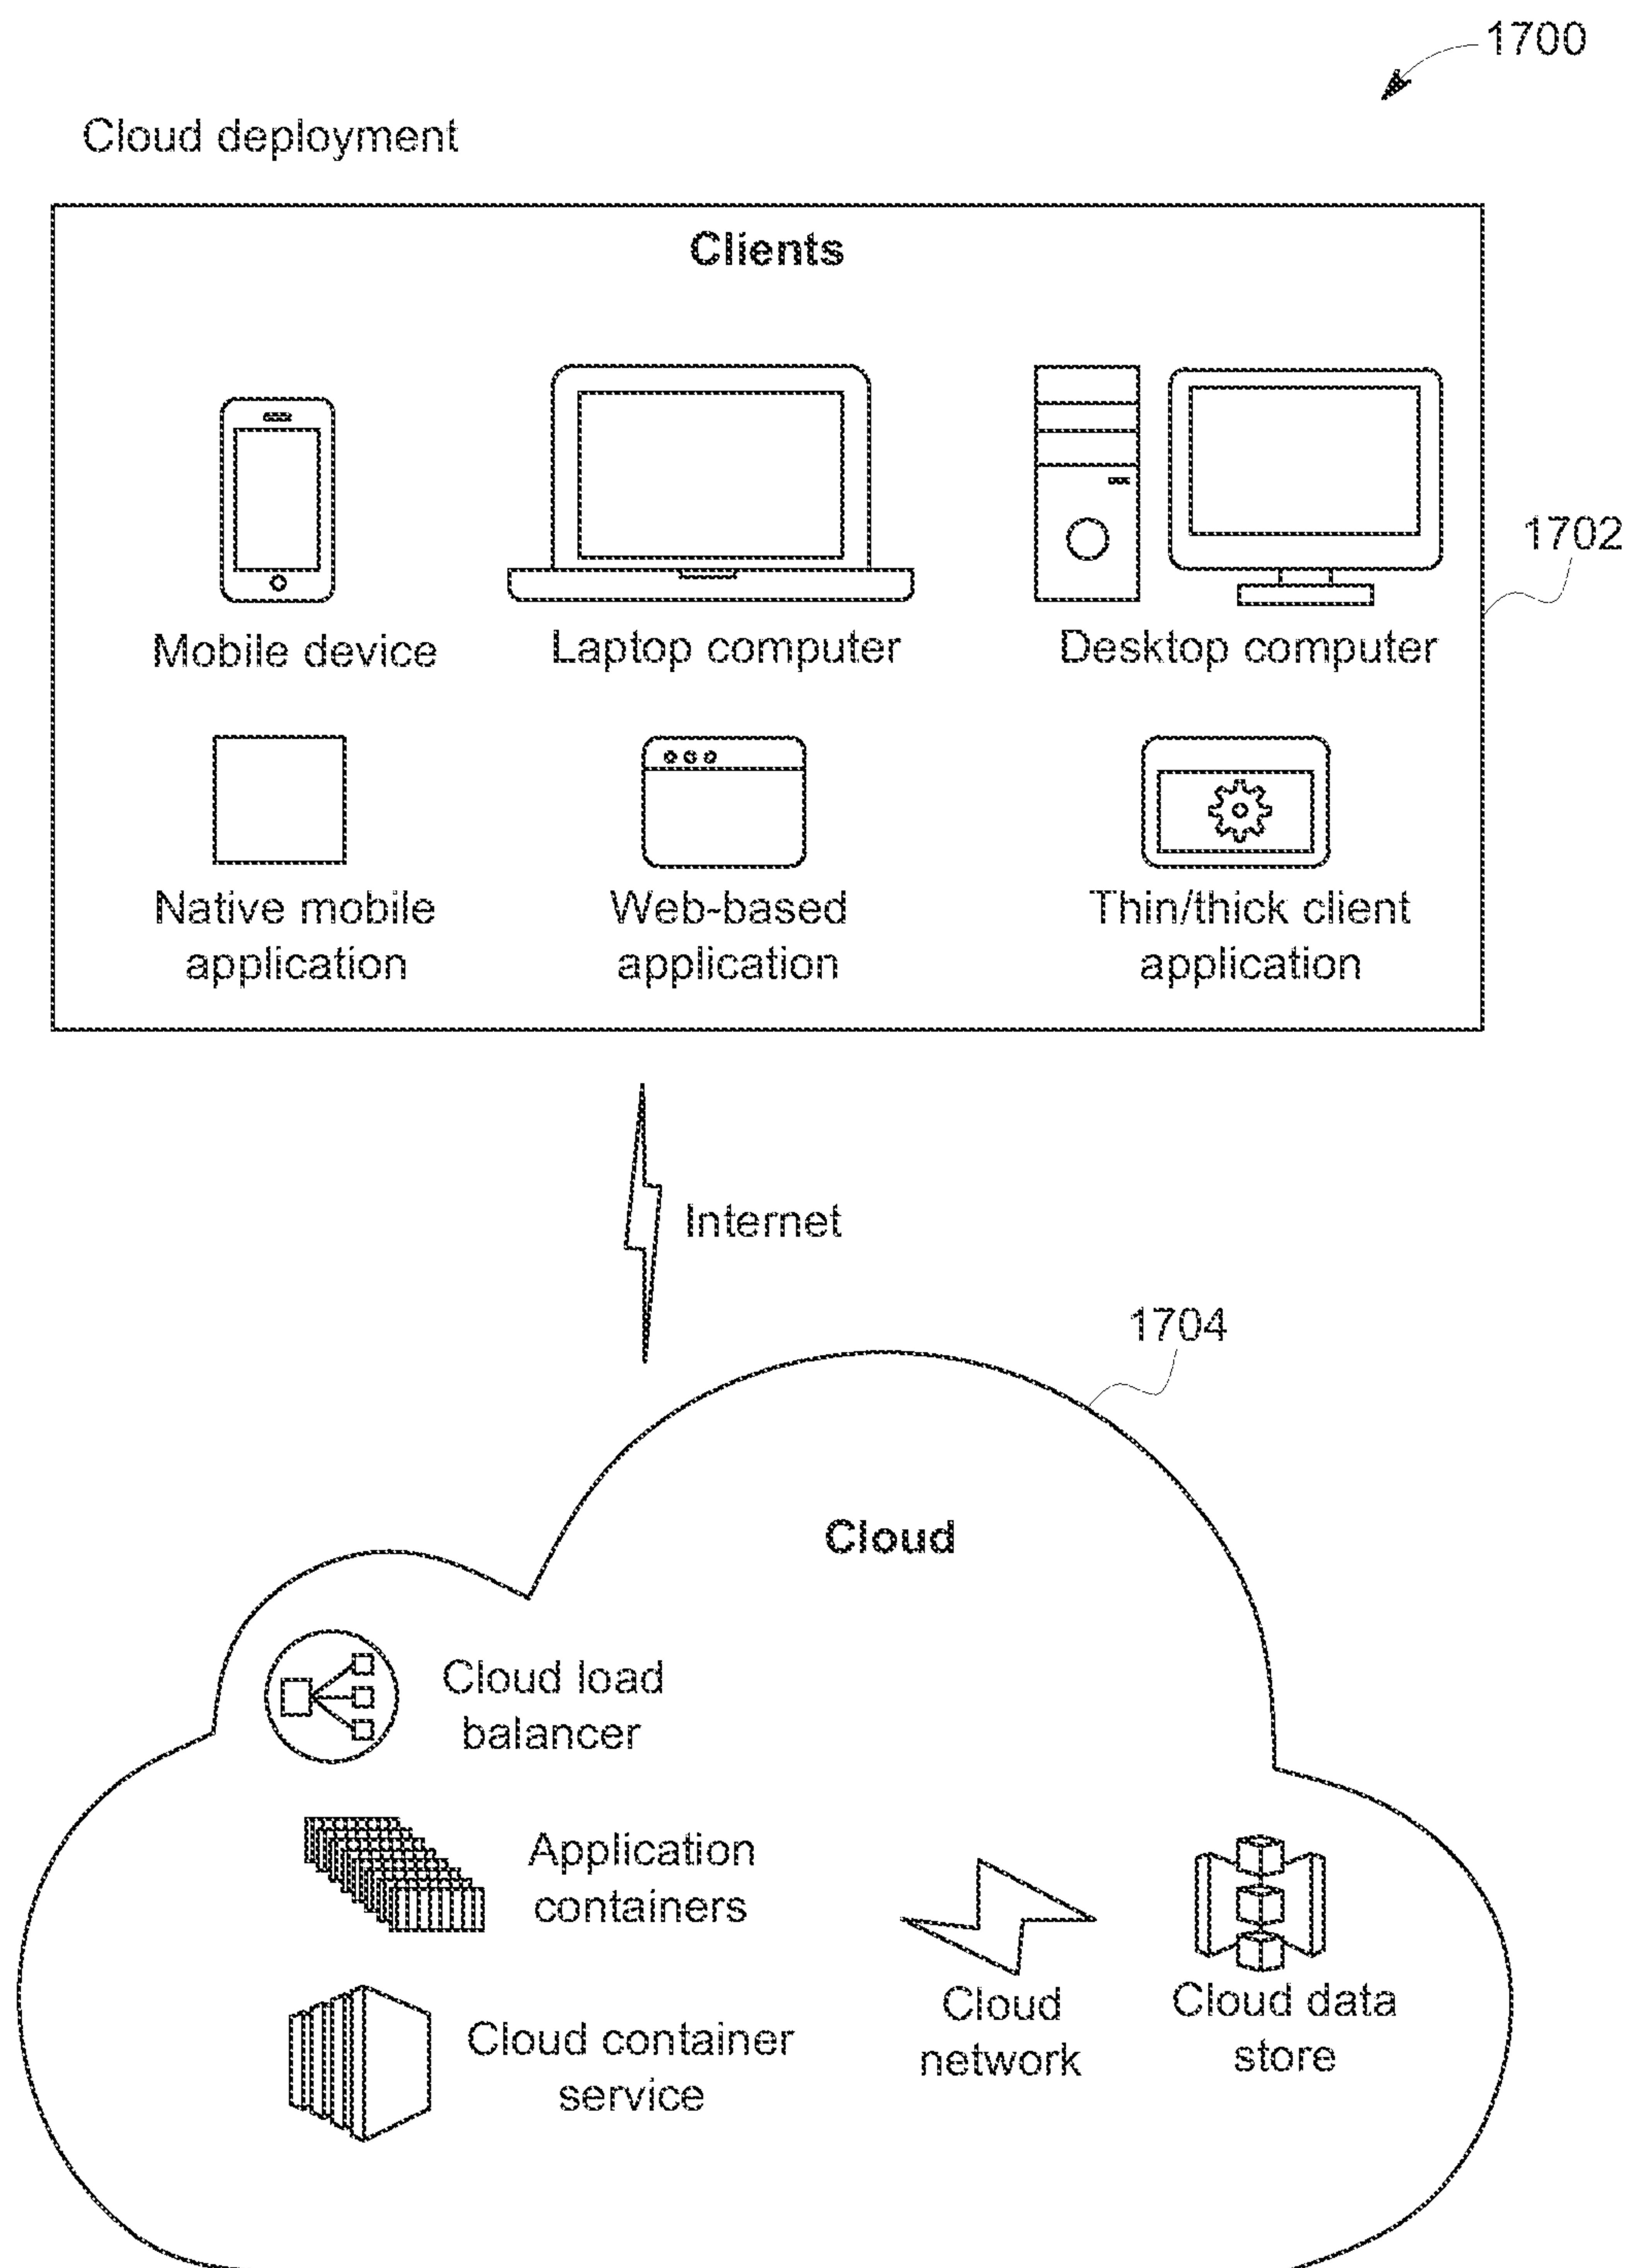 1700
Cloud deployment
Clients
1702
Mobile device
Laptop computer
Desktop computer
Native mobile
application
Web-based
application
Thin/thick client
application
Internet
1704
Cloud
Cloud load
balancer
Application
containers
Cloud container
service
Cloud
network
Cloud data
store